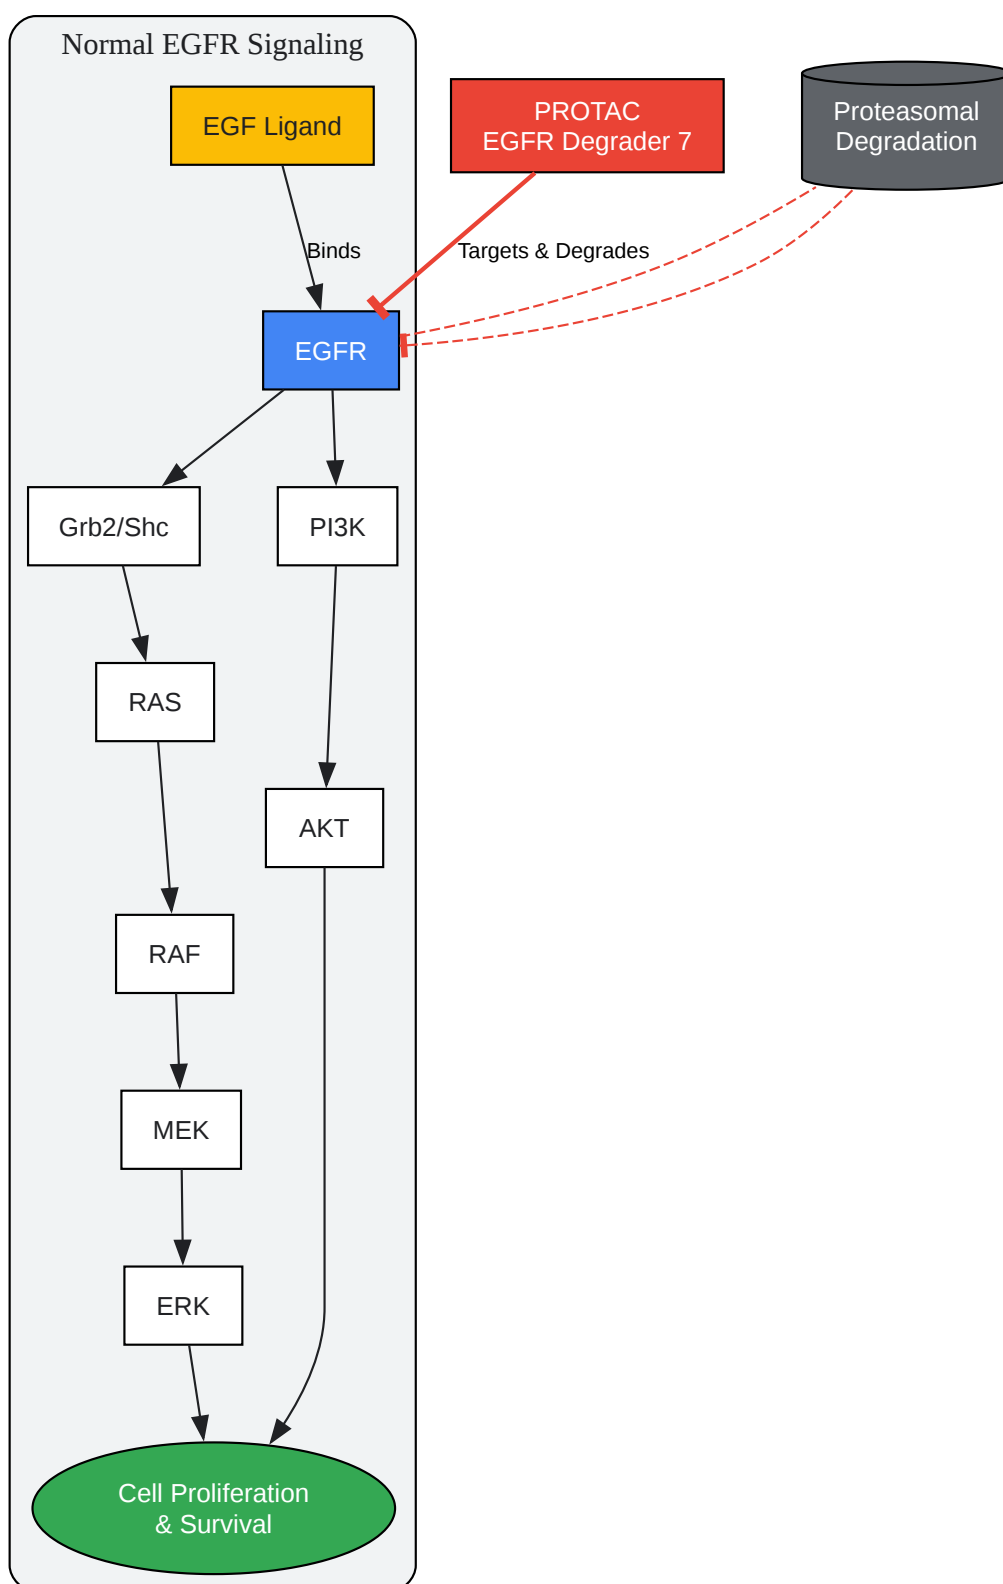 Normal EGFR Signaling
EGF Ligand
PROTAC
EGFR Degrader 7
Proteasomal
Degradation
Binds
Targets & Degrades
EGFR
Grb2/Shc
PI3K
RAS
AKT
RAF
MEK
ERK
Cell Proliferation
& Survival